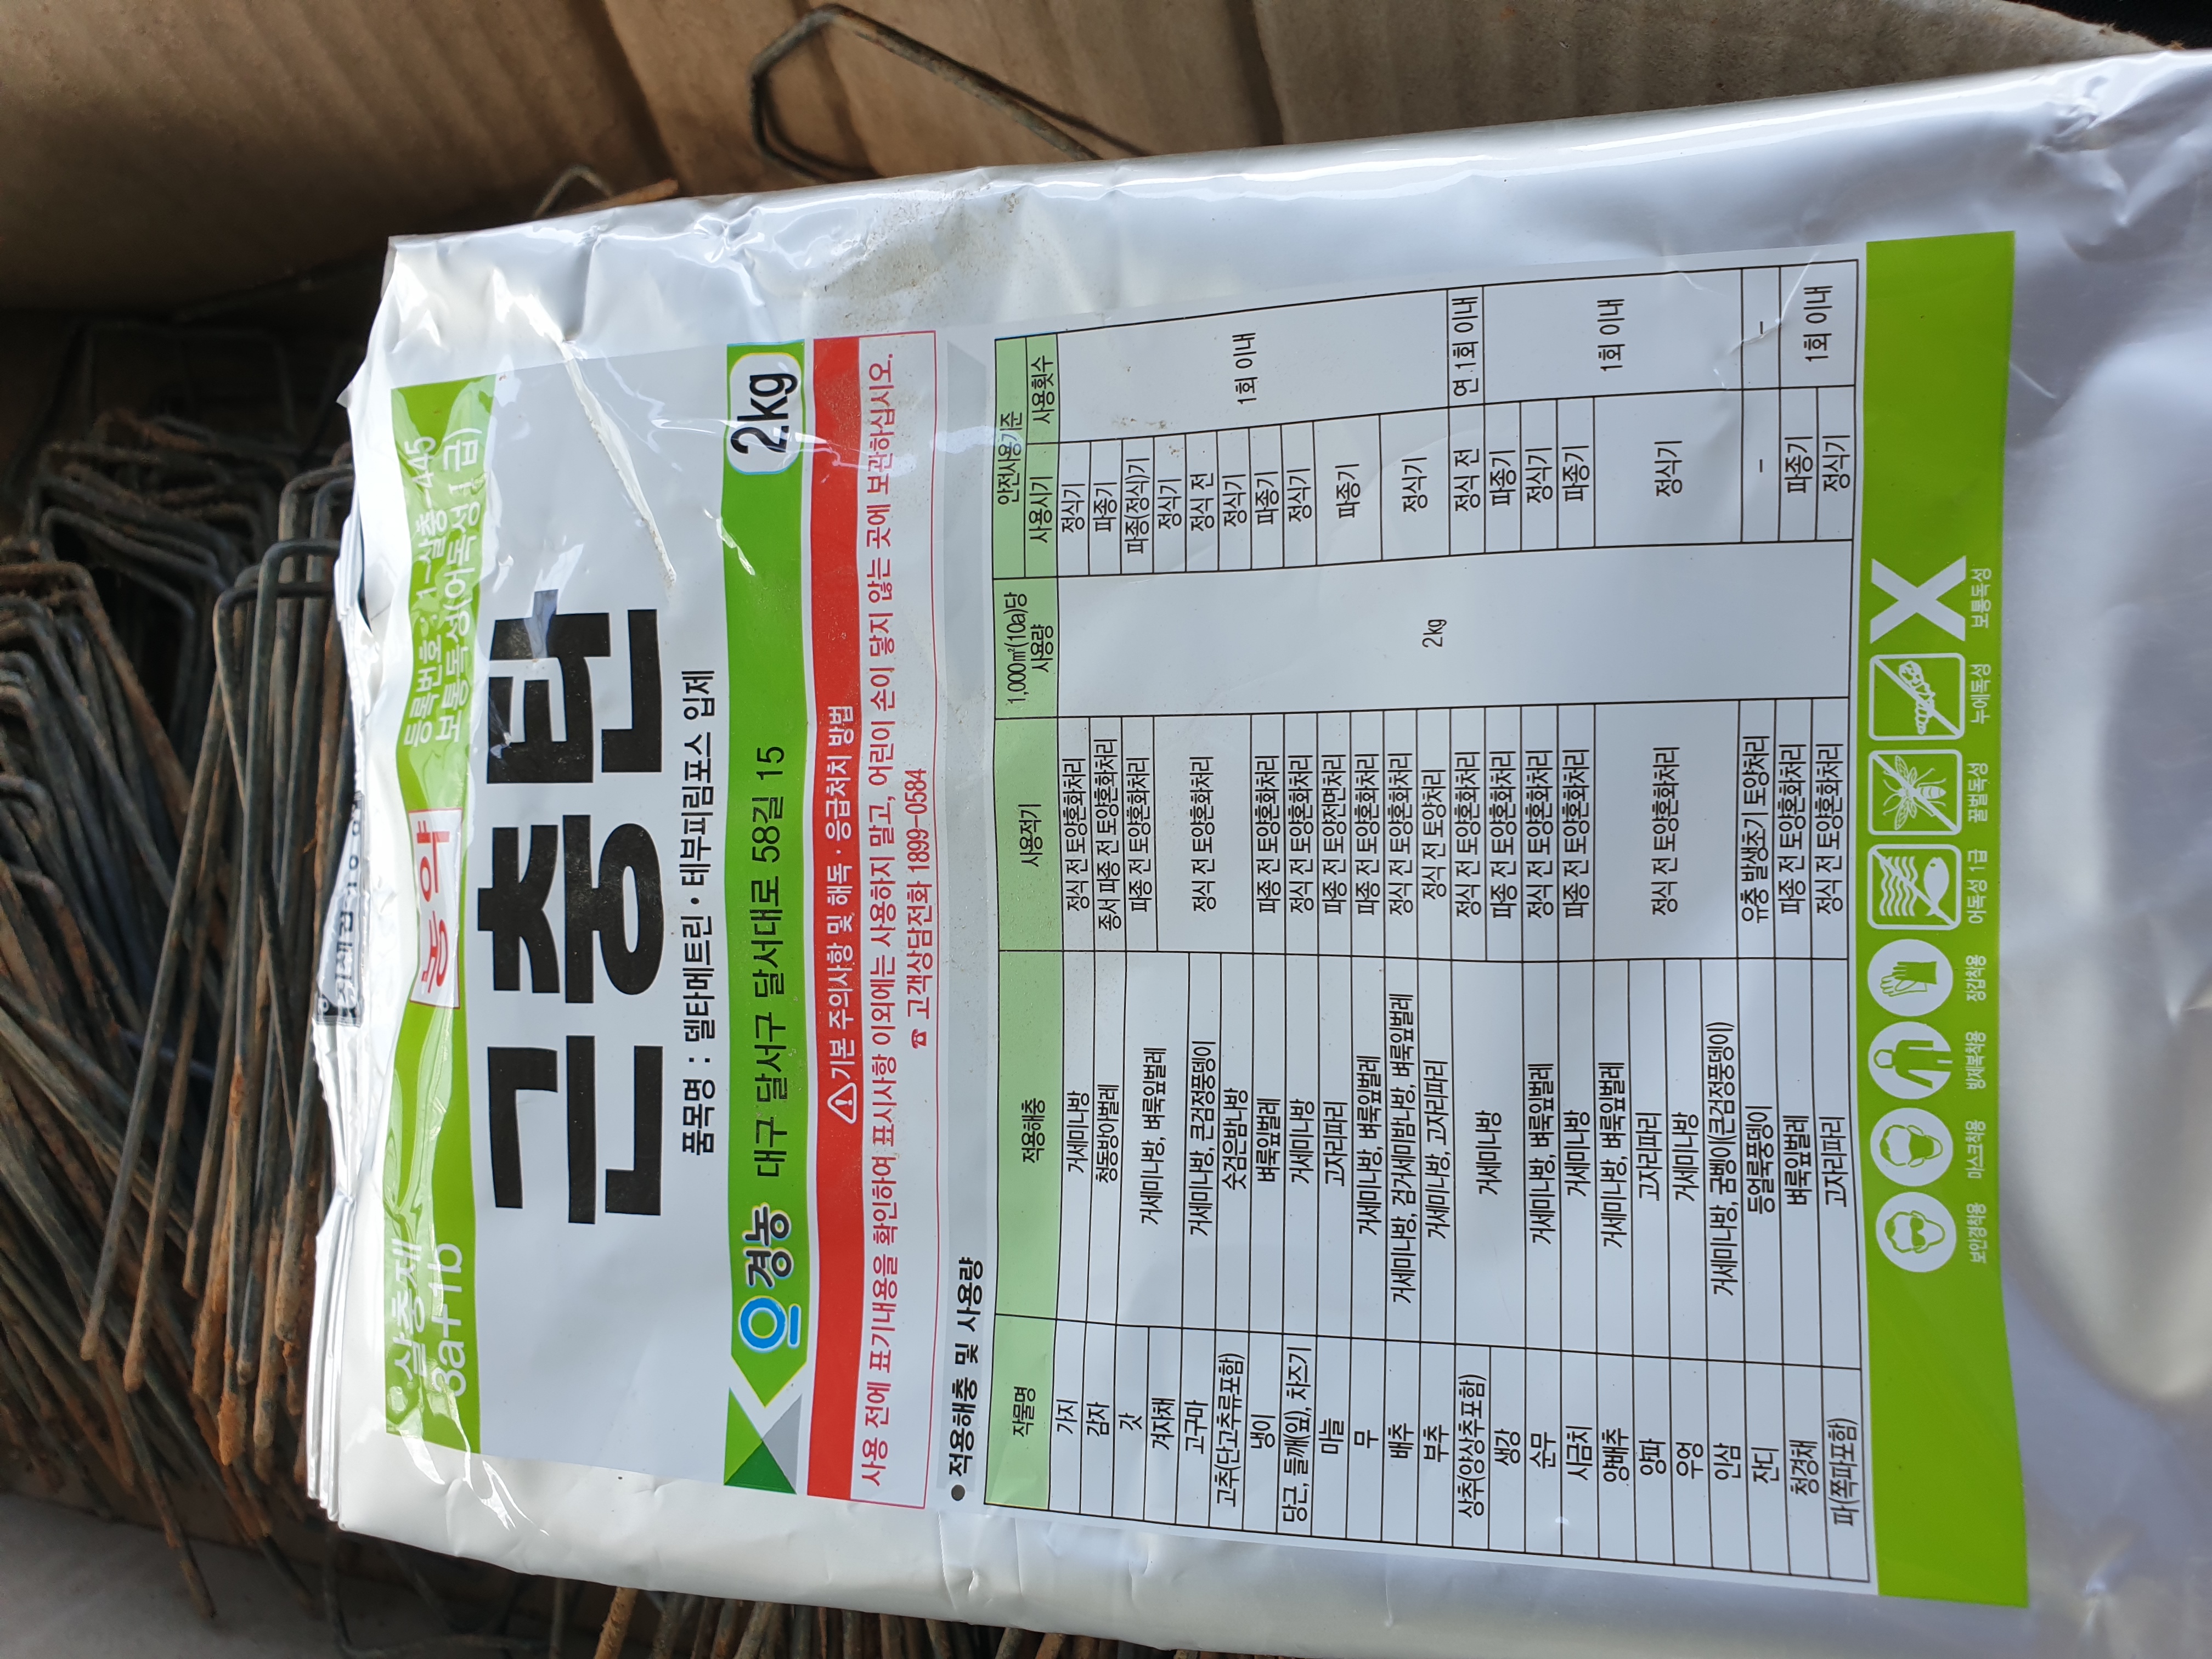 살충제
3a+1b
농약
등록번호 : 1-살충-445
보통독성(어독성 1급)
근충탄
품목명 : 델타메트린·테부피림포스 입제
경농 대구 달서구 달서대로 58길 15 2kg
기본 주의사항 및 해독·응급처치 방법
사용 전에 표기내용을 확인하여 표시사항 이외에는 사용하지 말고, 어린이 손이 닿지 않는 곳에 보관하십시오.
☎ 고객상담전화 1899-0584
● 적용해충 및 사용량
작물명 적용해충 사용적기 1,000㎡(10a)당 사용량 안전사용기준
사용시기 사용횟수
가지 거세미나방 정식 전 토양혼화처리 2kg 정식기 1회 이내
감자 청동방아벌레 종서 파종 전 토양혼화처리 파종기
갓 거세미나방, 벼룩잎벌레 파종 전 토양혼화처리 파종(정식)기
겨자채 정식 전 토양혼화처리 정식기
고구마 거세미나방, 큰검정풍뎅이 정식 전
고추(단고추류포함) 숫검은밤나방 정식기
냉이 벼룩잎벌레 파종 전 토양혼화처리 파종기
당근, 들깨(잎), 차즈기 거세미나방 정식 전 토양혼화처리 정식기
마늘 고자리파리 파종 전 토양전면처리 파종기
무 거세미나방, 벼룩잎벌레 파종 전 토양혼화처리
배추 거세미나방, 검거세미밤나방, 벼룩잎벌레 정식 전 토양혼화처리 정식기
부추 거세미나방, 고자리파리 정식 전 토양처리
상추(양상추포함) 거세미나방 정식 전 토양혼화처리 정식 전 연 1회 이내
생강 파종 전 토양혼화처리 파종기 1회 이내
순무 거세미나방, 벼룩잎벌레 정식 전 토양혼화처리 정식기
시금치 거세미나방 파종 전 토양혼화처리 파종기
양배추 거세미나방, 벼룩잎벌레 정식 전 토양혼화처리 정식기
양파 고자리파리
우엉 거세미나방
인삼 거세미나방, 굼벵이(큰검정풍뎅이)
잔디 등얼룩풍뎅이 유충 발생초기 토양처리 - -
청경채 벼룩잎벌레 파종 전 토양혼화처리 파종기 1회 이내
파(쪽파포함) 고자리파리 정식 전 토양혼화처리 정식기
보안경착용 마스크착용 방제복착용 장갑착용 어독성 1급 꿀벌독성 누에독성 보통독성